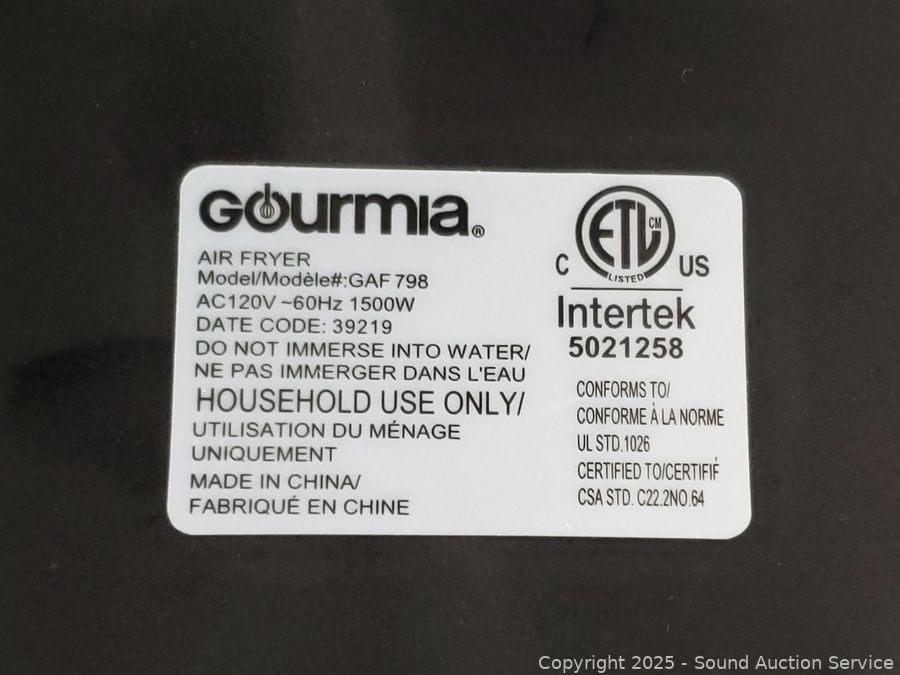 Gourmia®
AIR FRYER
Model/Modèle#:GAF 798
AC120V ~60Hz 1500W
DATE CODE: 39219
DO NOT IMMERSE INTO WATER/
NE PAS IMMERGER DANS L'EAU
HOUSEHOLD USE ONLY/
UTILISATION DU MÉNAGE
UNIQUEMENT
MADE IN CHINA/
FABRIQUÉ EN CHINE
ETL CM
LISTED
C US
Intertek
5021258
CONFORMS TO/
CONFORME À LA NORME
UL STD.1026
CERTIFIED TO/CERTIFIÉ
CSA STD. C22.2NO.64
Copyright © 2025 - Sound Auction Service